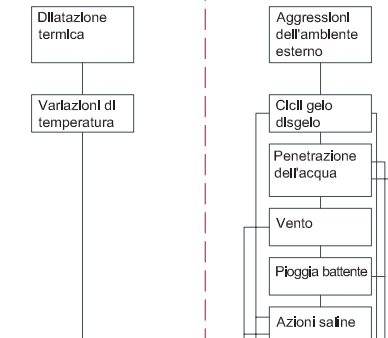 Dilatazione
termica
Variazioni di
temperatura
Aggressioni
dell'ambiente
esterno
Cicli gelo
disgelo
Penetrazione
dell'acqua
Vento
Pioggia battente
Azioni saline